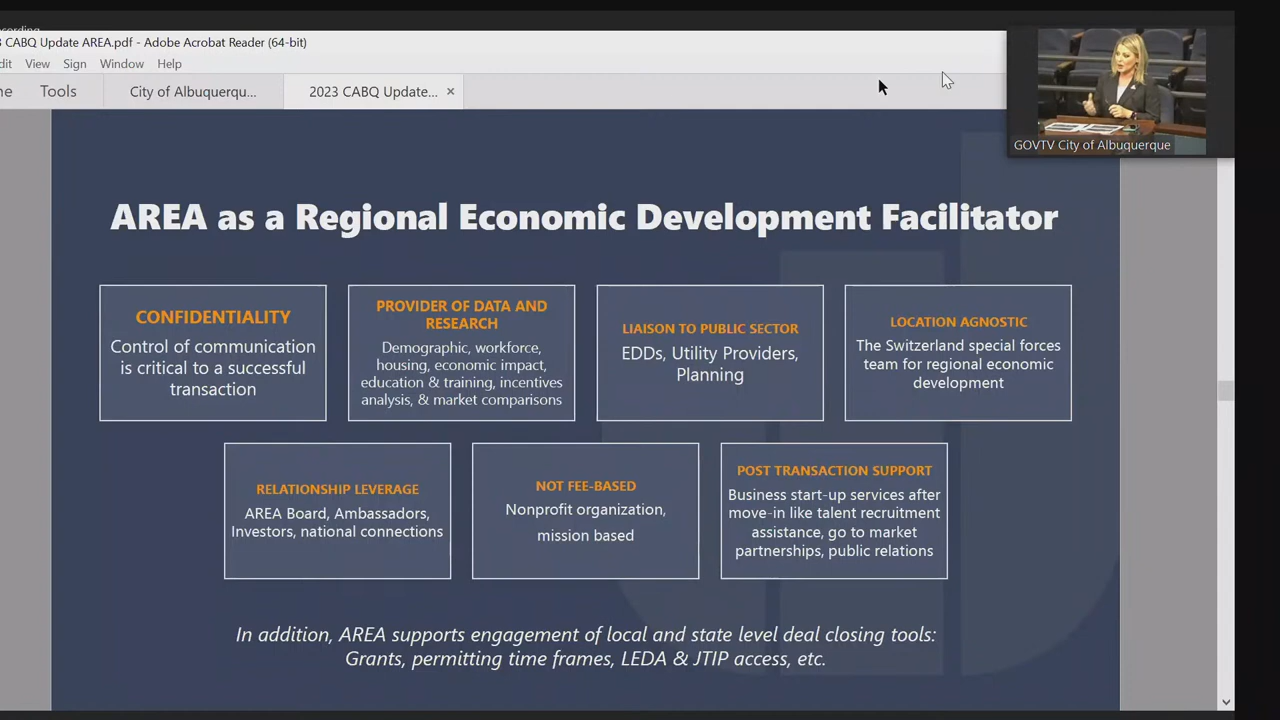 CABQ Update AREA.pdf - Adobe Acrobat Reader (64-bit)
View Sign Window Help
Tools City of Albuquerqu... 2023 CABQ Update... ×
GOVTV City of Albuquerque
AREA as a Regional Economic Development Facilitator
CONFIDENTIALITY
Control of communication
is critical to a successful
transaction
PROVIDER OF DATA AND
RESEARCH
Demographic, workforce,
housing, economic impact,
education & training, incentives
analysis, & market comparisons
LIAISON TO PUBLIC SECTOR
EDDs, Utility Providers,
Planning
LOCATION AGNOSTIC
The Switzerland special forces
team for regional economic
development
RELATIONSHIP LEVERAGE
AREA Board, Ambassadors,
Investors, national connections
NOT FEE-BASED
Nonprofit organization,
mission based
POST TRANSACTION SUPPORT
Business start-up services after
move-in like talent recruitment
assistance, go to market
partnerships, public relations
In addition, AREA supports engagement of local and state level deal closing tools:
Grants, permitting time frames, LEDA & JTIP access, etc.